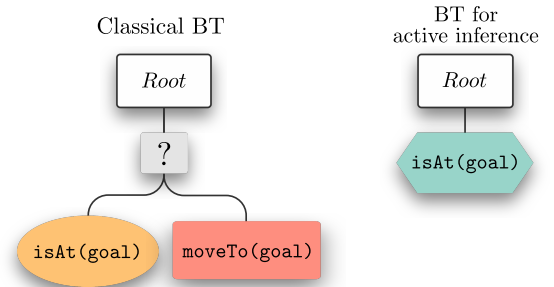 Classical BT
Root
?
isAt(goal)
moveTo(goal)
BT for
active inference
Root
isAt(goal)